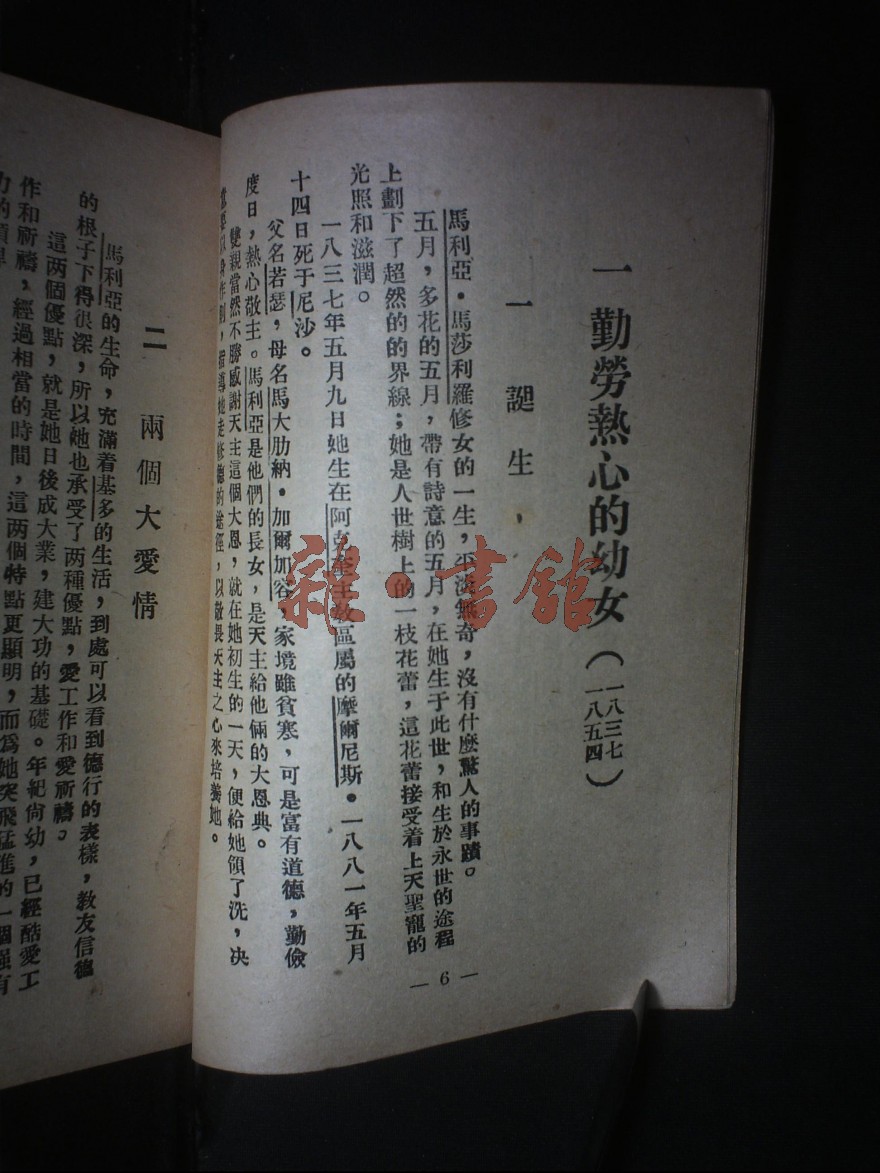 一 勤勞熱心的幼女（一八三七 一八五四）
一 誕生，
馬利亞·馬莎利羅修女的一生，平淡無奇，沒有什麼驚人的事蹟。
五月，多花的五月，帶有詩意的五月，在她生于此世，和生於永世的途程
上劃下了超然的的界線；她是人世樹上的一枝花蕾，這花蕾接受着上天聖寵的
光照和滋潤。
一八三七年五月九日她生在阿克奎主教區屬的摩爾尼斯·一八八一年五月
十四日死于尼沙。
父名若瑟，母名馬大肋納·加爾加谷，家境雖貧寒，可是富有道德，勤儉
度日，熱心敬主。馬利亞是他們的長女，是天主給他倆的大恩典。
雙親當然不勝感謝天主這個大恩，就在她初生的一天，便給她領了洗，决
意要以身作則，指導她走修德的途徑，以敬畏天主之心來培養她。
— 6 —
二 兩個大愛情
馬利亞的生命，充滿着基多的生活，到處可以看到德行的表樣，教友信德
的根子下得很深，所以她也承受了两種優點，愛工作和愛祈禱。
這两個優點，就是她日後成大業，建大功的基礎。年紀尙幼，已經酷愛工
作和祈禱，經過相當的時間，這两個特點更顯明，而爲她突飛猛進的一個强有
力的
雜·書館